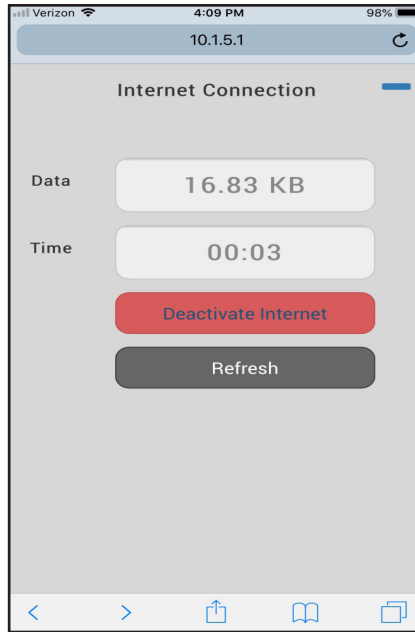 Verizon 4:09 PM 98%
10.1.5.1
Internet Connection
Data 16.83 KB
Time 00:03
Deactivate Internet
Refresh